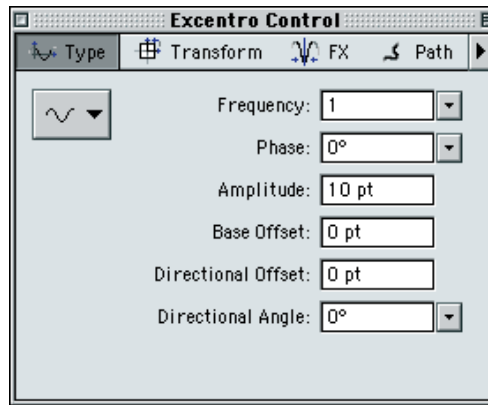 Excentro Control
Type Transform FX Path
Frequency: 1
Phase: 0°
Amplitude: 10 pt
Base Offset: 0 pt
Directional Offset: 0 pt
Directional Angle: 0°